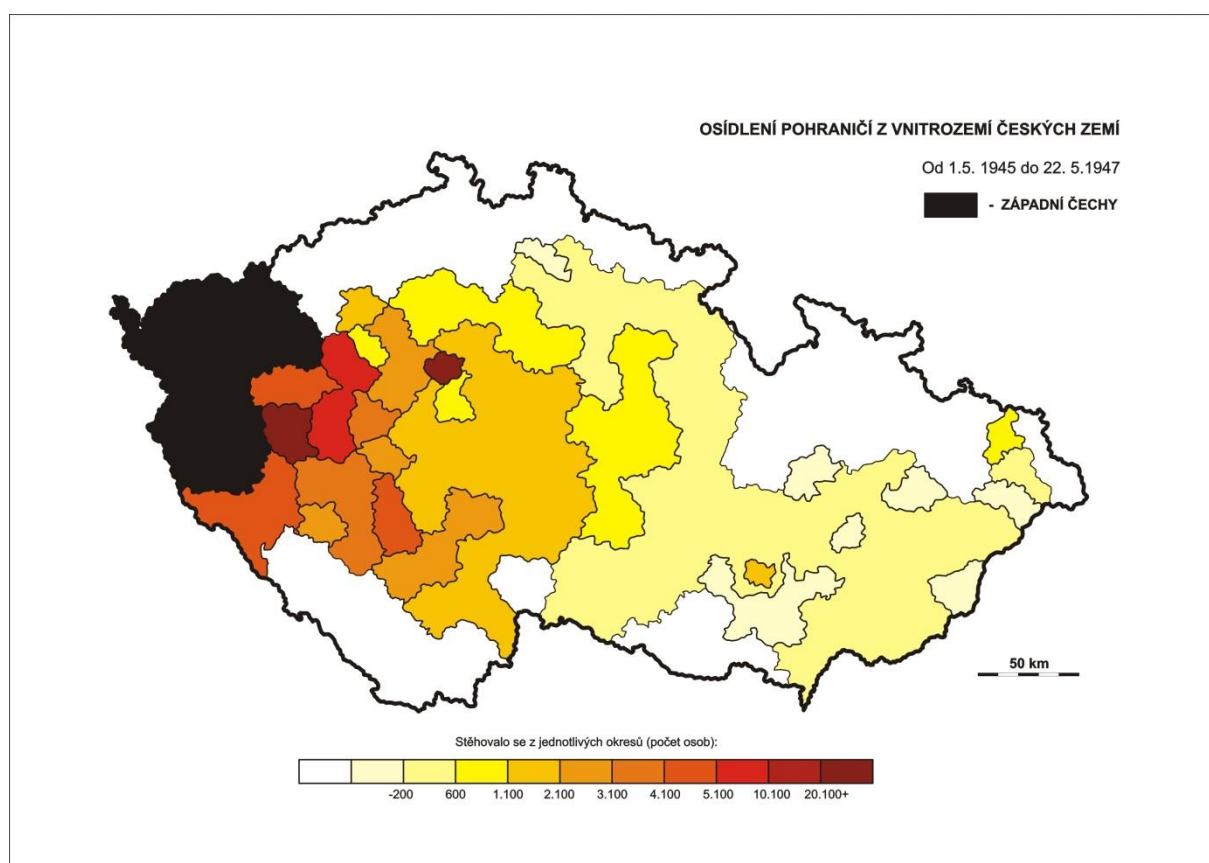 OSÍDLENÍ POHRANIČÍ Z VNITROZEMÍ ČESKÝCH ZEMÍ
Od 1.5. 1945 do 22. 5.1947
- ZÁPADNÍ ČECHY
50 km
Stěhovalo se z jednotlivých okresů (počet osob):
-200 600 1.100 2.100 3.100 4.100 5.100 10.100 20.100+